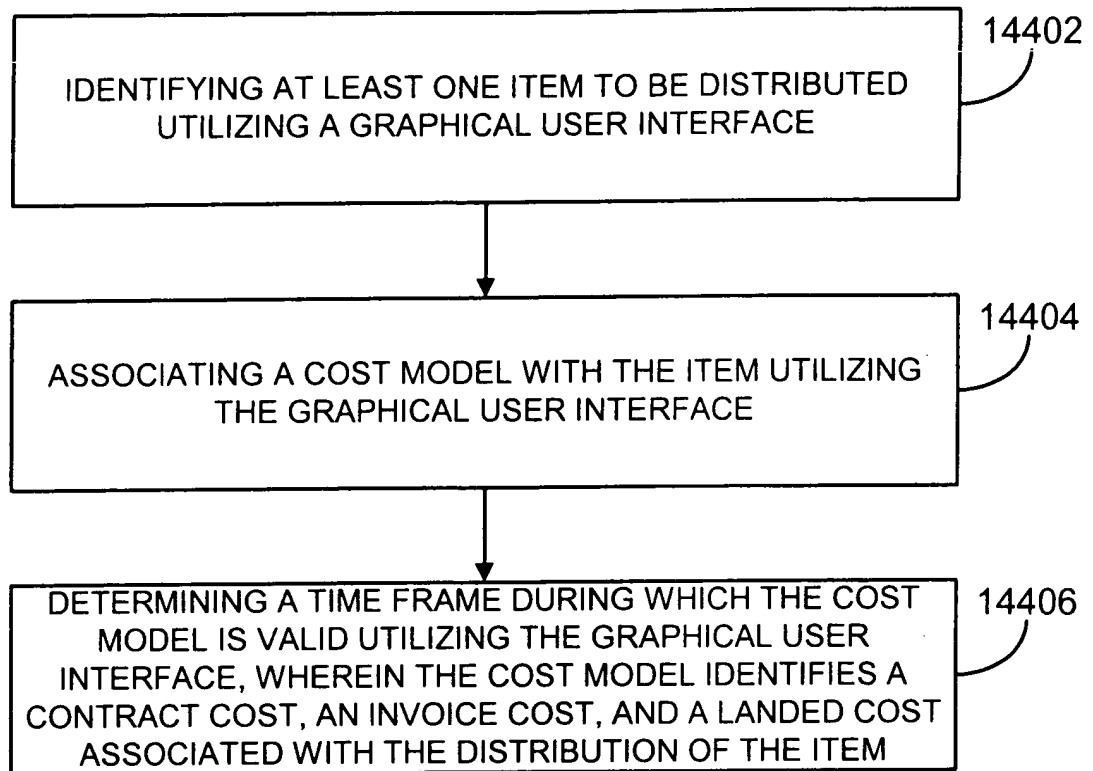 14402
IDENTIFYING AT LEAST ONE ITEM TO BE DISTRIBUTED
UTILIZING A GRAPHICAL USER INTERFACE
14404
ASSOCIATING A COST MODEL WITH THE ITEM UTILIZING
THE GRAPHICAL USER INTERFACE
14406
DETERMINING A TIME FRAME DURING WHICH THE COST
MODEL IS VALID UTILIZING THE GRAPHICAL USER
INTERFACE, WHEREIN THE COST MODEL IDENTIFIES A
CONTRACT COST, AN INVOICE COST, AND A LANDED COST
ASSOCIATED WITH THE DISTRIBUTION OF THE ITEM